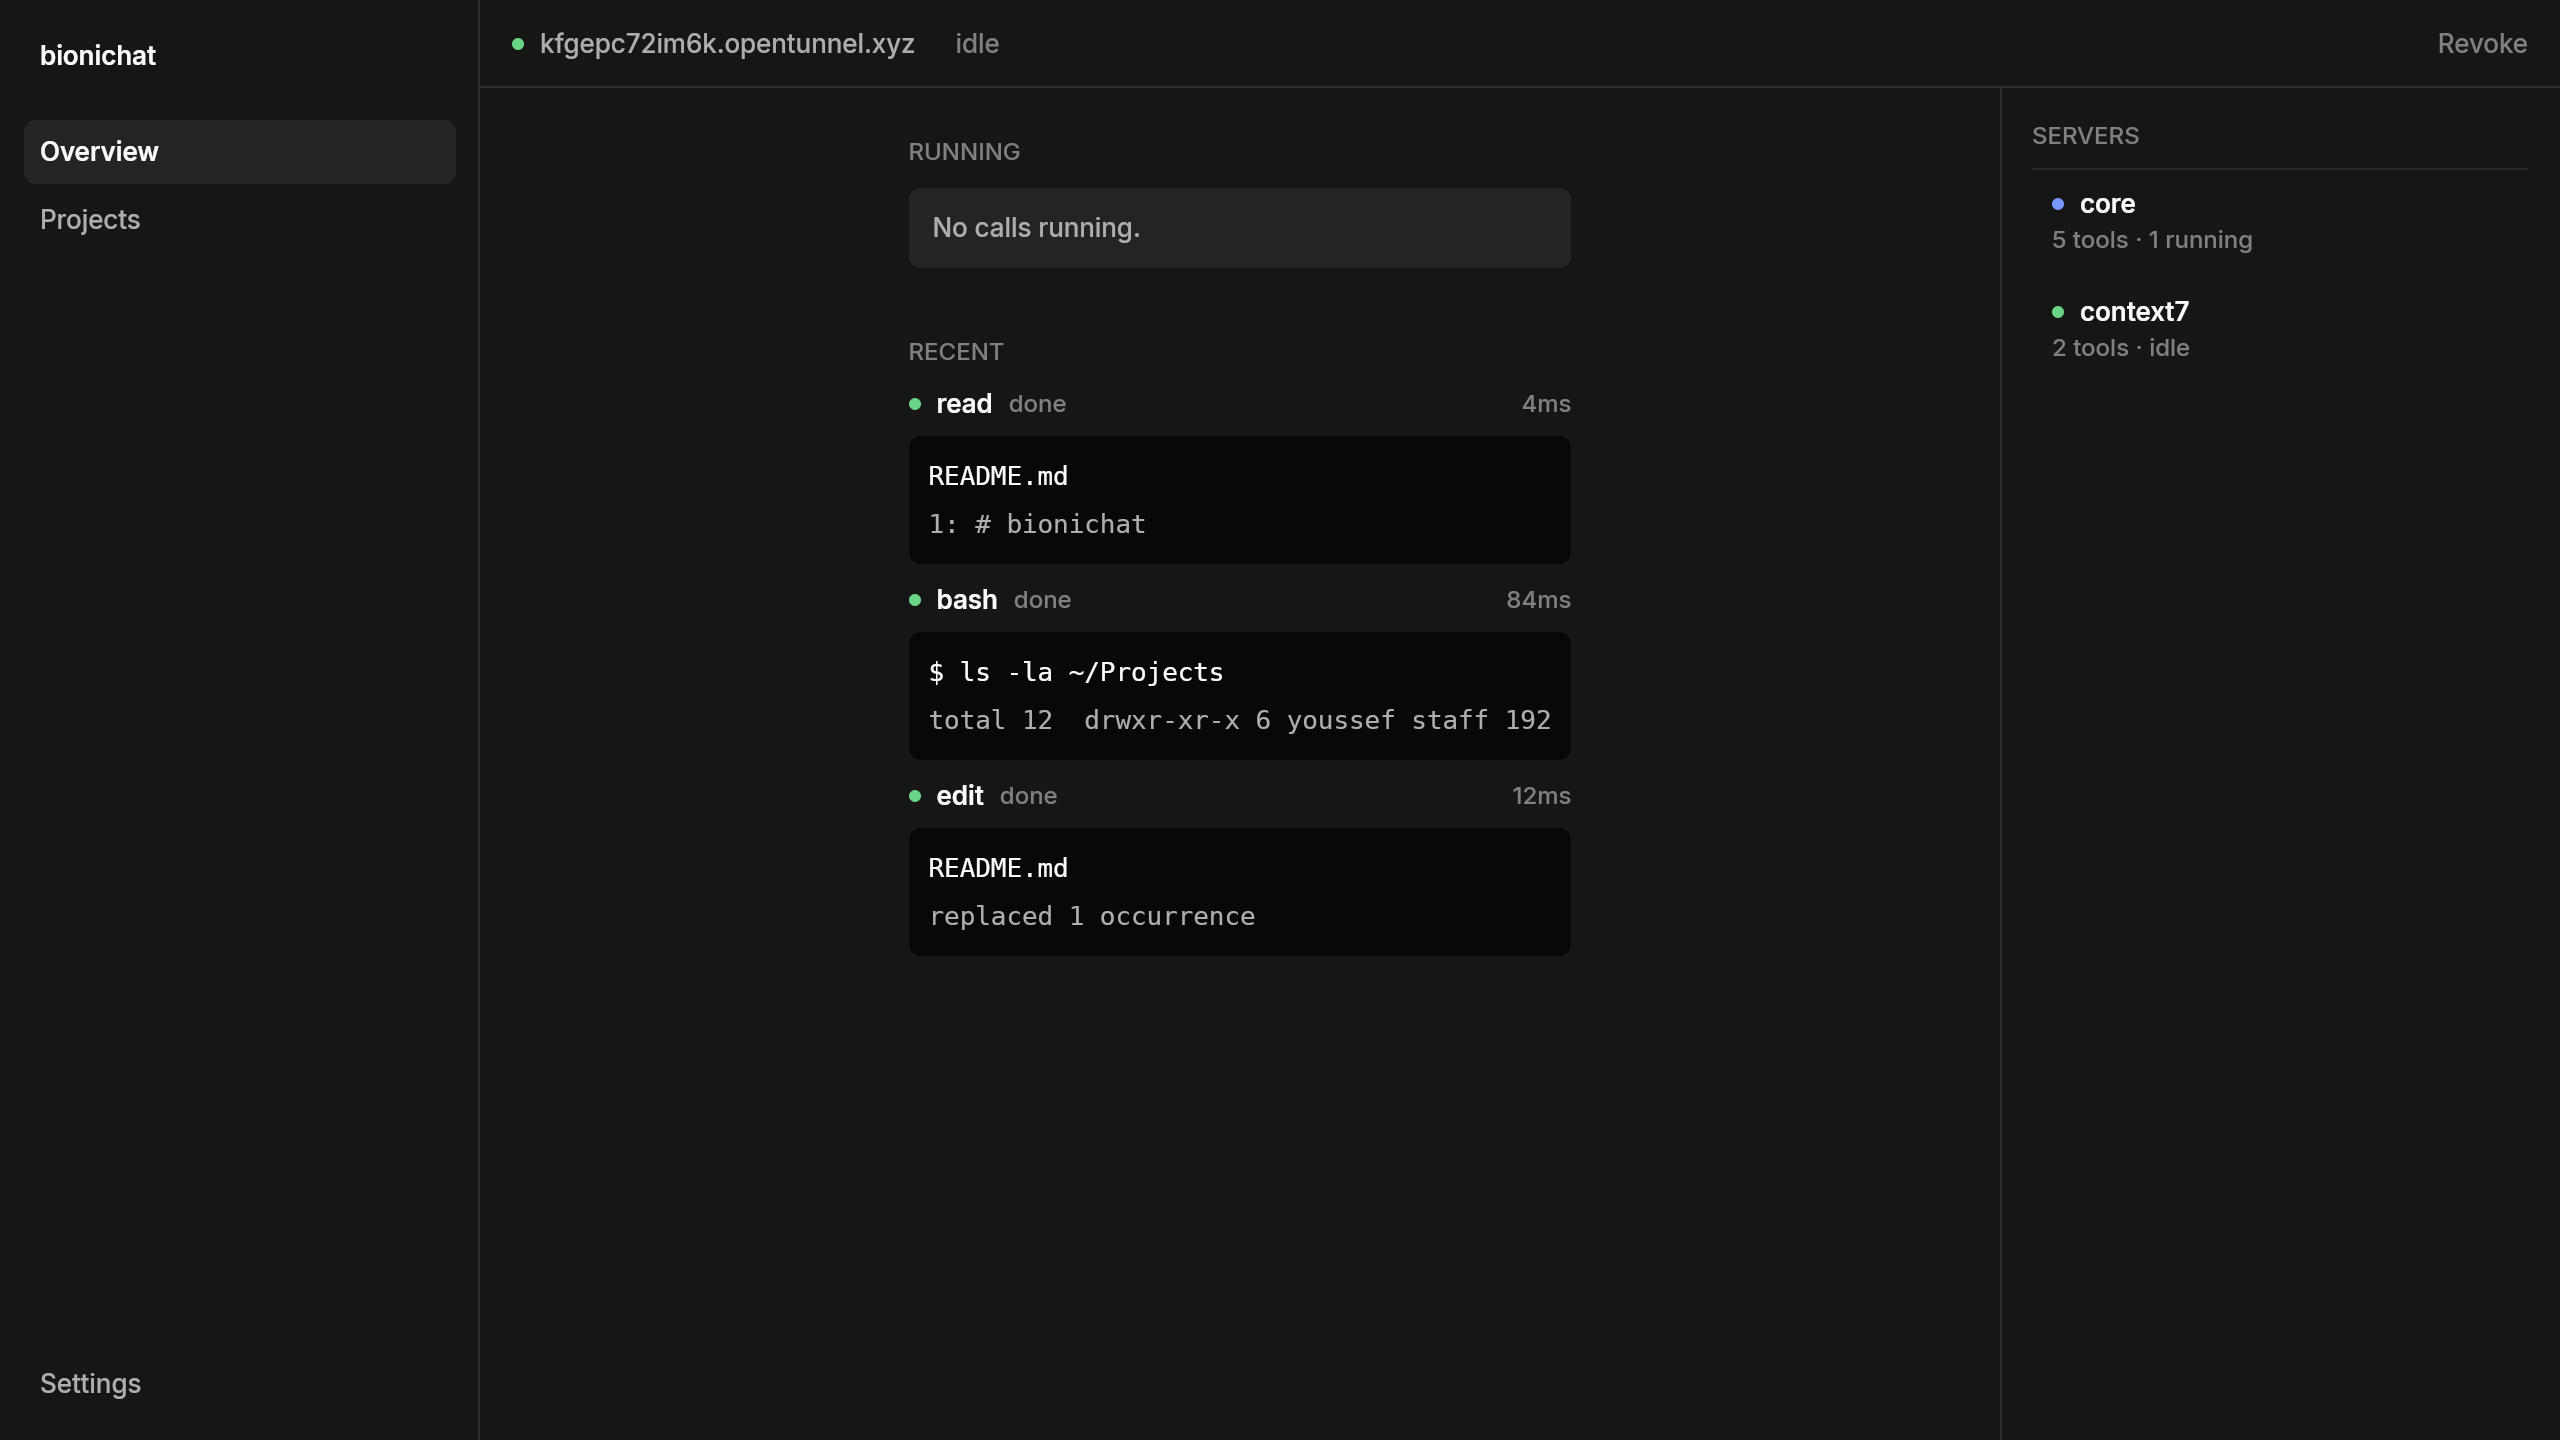 bionichat
Overview
Projects
Settings
kfgepc72im6k.opentunnel.xyz idle
Revoke
RUNNING
No calls running.
RECENT
read done 4ms
README.md
1: # bionichat
bash done 84ms
$ ls -la ~/Projects
total 12  drwxr-xr-x 6 youssef staff 192
edit done 12ms
README.md
replaced 1 occurrence
SERVERS
core
5 tools · 1 running
context7
2 tools · idle